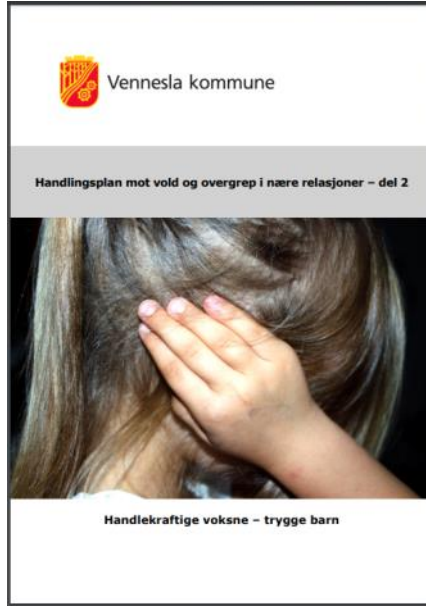 Vennesla kommune
Handlingsplan mot vold og overgrep i nære relasjoner – del 2
Handlekraftige voksne – trygge barn